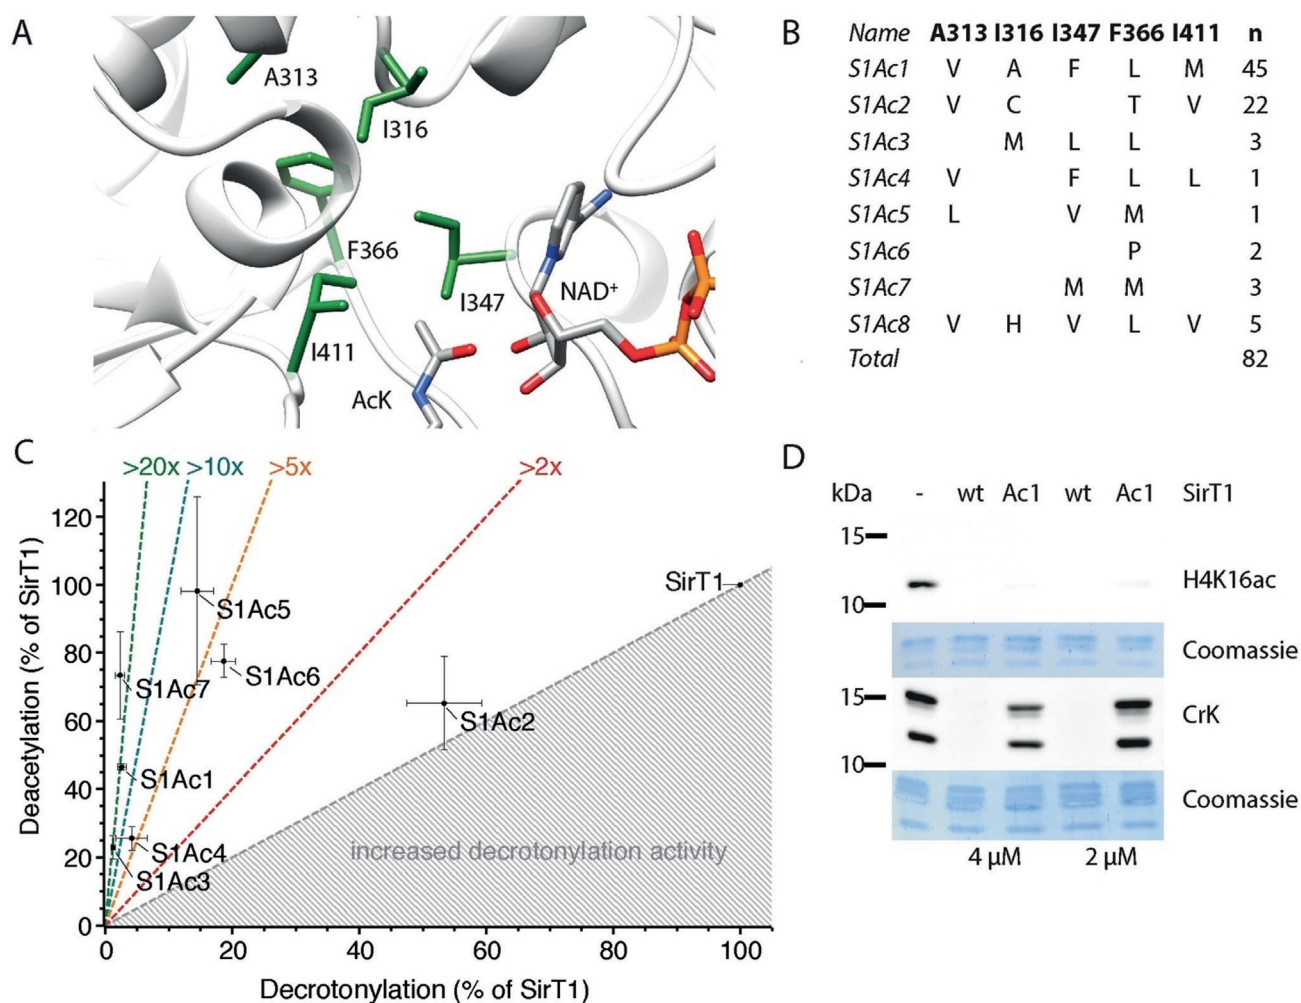 A
A313
I316
F366
I347
NAD+
I411
AcK
B
Name A313 I316 I347 F366 I411 n
S1Ac1 V A F L M 45
S1Ac2 V C T V 22
S1Ac3 M L L 3
S1Ac4 V F L L 1
S1Ac5 L V M 1
S1Ac6 P 2
S1Ac7 M M 3
S1Ac8 V H V L V 5
Total 82
C
>20x >10x >5x >2x
Deacetylation (% of SirT1)
120
100
80
60
40
20
0
SirT1
S1Ac5
S1Ac6
S1Ac7
S1Ac2
S1Ac1
S1Ac4
S1Ac3
increased decrotonylation activity
0 20 40 60 80 100
Decrotonylation (% of SirT1)
D
kDa - wt Ac1 wt Ac1 SirT1
15
H4K16ac
10
Coomassie
15
CrK
10
Coomassie
4 μM 2 μM